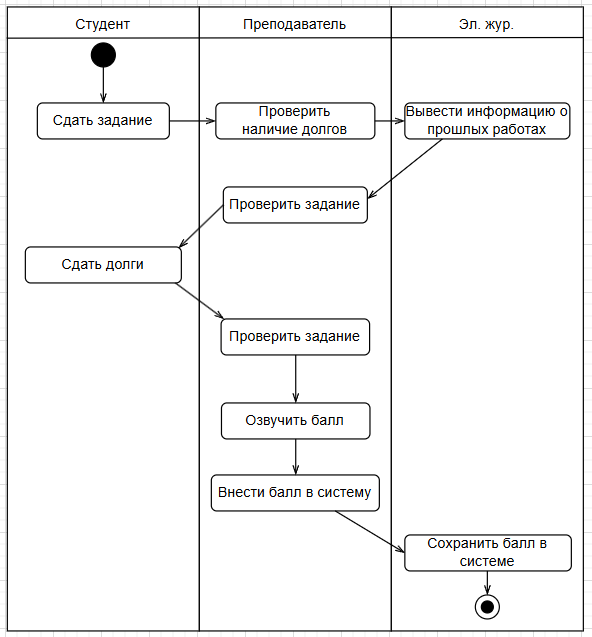 Студент
Преподаватель
Эл. жур.
Сдать задание
Проверить
наличие долгов
Вывести информацию о
прошлых работах
Проверить задание
Сдать долги
Проверить задание
Озвучить балл
Внести балл в систему
Сохранить балл в
системе